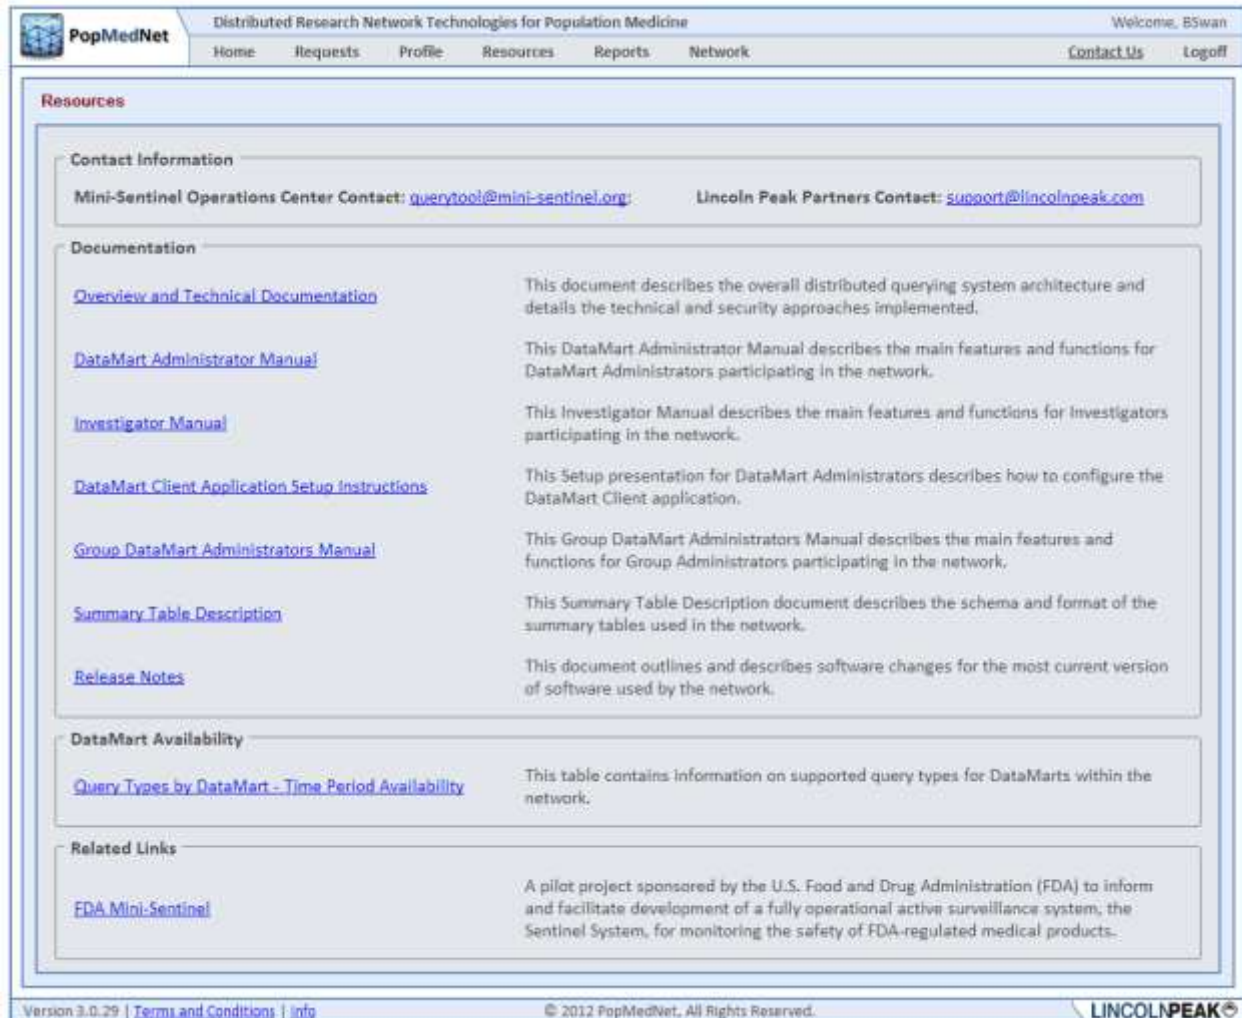 PopMedNet
Distributed Research Network Technologies for Population Medicine
Welcome, BSwan
Home Requests Profile Resources Reports Network Contact Us Logoff
Resources
Contact Information
Mini-Sentinel Operations Center Contact: querytool@mini-sentinel.org; Lincoln Peak Partners Contact: support@lincolnpeak.com
Documentation
Overview and Technical Documentation
This document describes the overall distributed querying system architecture and
details the technical and security approaches implemented.
DataMart Administrator Manual
This DataMart Administrator Manual describes the main features and functions for
DataMart Administrators participating in the network.
Investigator Manual
This Investigator Manual describes the main features and functions for Investigators
participating in the network.
DataMart Client Application Setup Instructions
This Setup presentation for DataMart Administrators describes how to configure the
DataMart Client application.
Group DataMart Administrators Manual
This Group DataMart Administrators Manual describes the main features and
functions for Group Administrators participating in the network.
Summary Table Description
This Summary Table Description document describes the schema and format of the
summary tables used in the network.
Release Notes
This document outlines and describes software changes for the most current version
of software used by the network.
DataMart Availability
Query Types by DataMart - Time Period Availability
This table contains information on supported query types for DataMarts within the
network.
Related Links
FDA Mini-Sentinel
A pilot project sponsored by the U.S. Food and Drug Administration (FDA) to inform
and facilitate development of a fully operational active surveillance system, the
Sentinel System, for monitoring the safety of FDA-regulated medical products.
Version 3.0.29 | Terms and Conditions | Info
© 2012 PopMedNet, All Rights Reserved.
LINCOLNPEAK